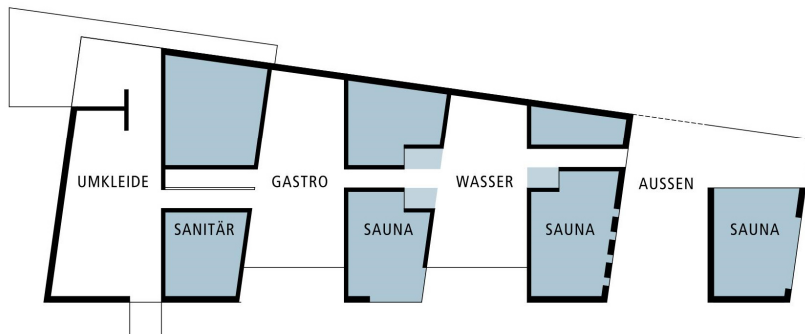 UMKLEIDE
GASTRO
WASSER
AUSSEN
SANITÄR
SAUNA
SAUNA
SAUNA